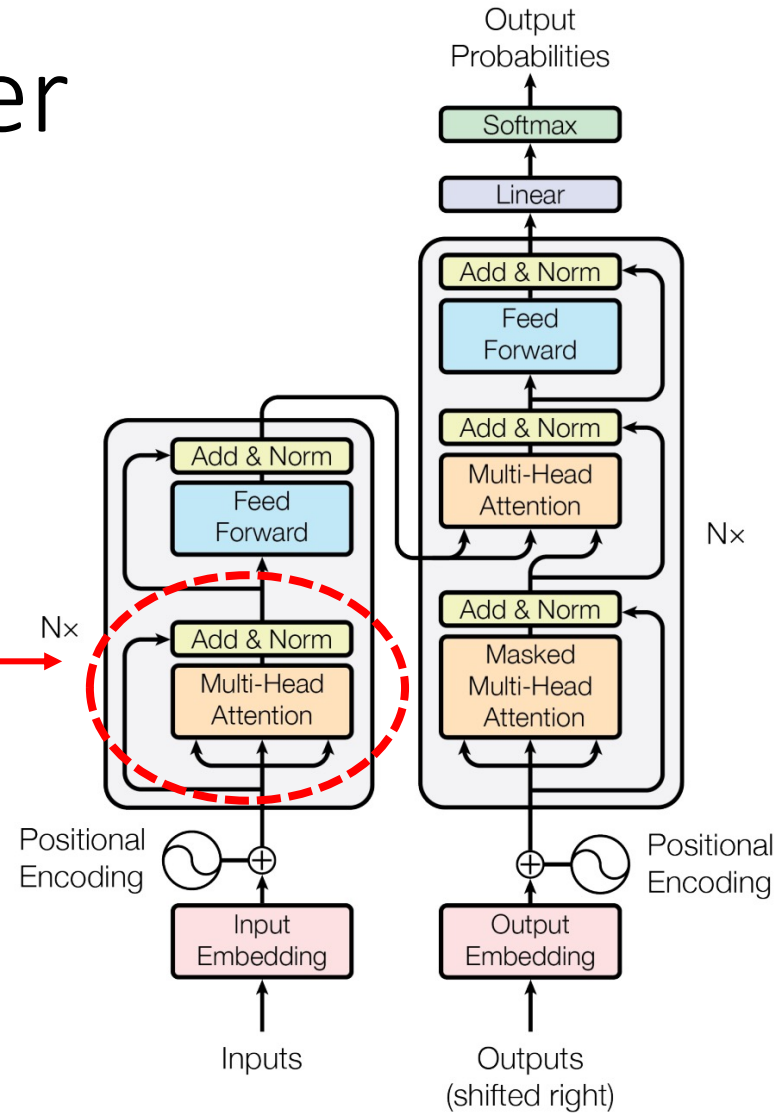 er
Output
Probabilities
Softmax
Linear
Add & Norm
Feed
Forward
Add & Norm
Multi-Head
Attention
Nx
Add & Norm
Masked
Multi-Head
Attention
Add & Norm
Feed
Forward
Nx
Add & Norm
Multi-Head
Attention
Positional
Encoding
Positional
Encoding
Input
Embedding
Output
Embedding
Inputs
Outputs
(shifted right)